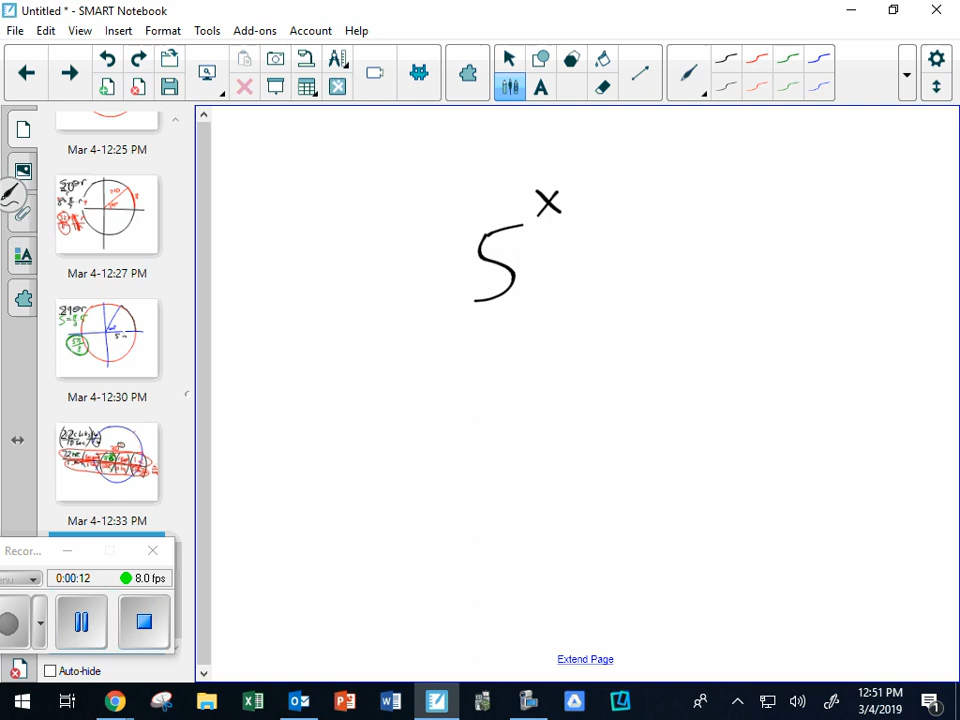 Untitled * - SMART Notebook
File Edit View Insert Format Tools Add-ons Account Help
Mar 4-12:25 PM
Mar 4-12:27 PM
Mar 4-12:30 PM
Mar 4-12:33 PM
5^x
Recor...
0:00:12
8.0 fps
Auto-hide
Extend Page
12:51 PM
3/4/2019